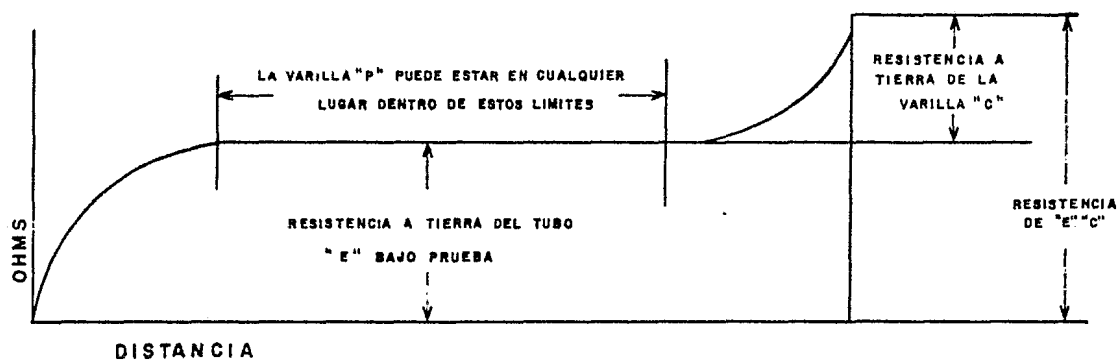 LA VARILLA "P" PUEDE ESTAR EN CUALQUIER
LUGAR DENTRO DE ESTOS LIMITES
RESISTENCIA A
TIERRA DE LA
VARILLA "C"
RESISTENCIA A TIERRA DEL TUBO
"E" BAJO PRUEBA
RESISTENCIA
DE "E" "C"
OHMS
DISTANCIA